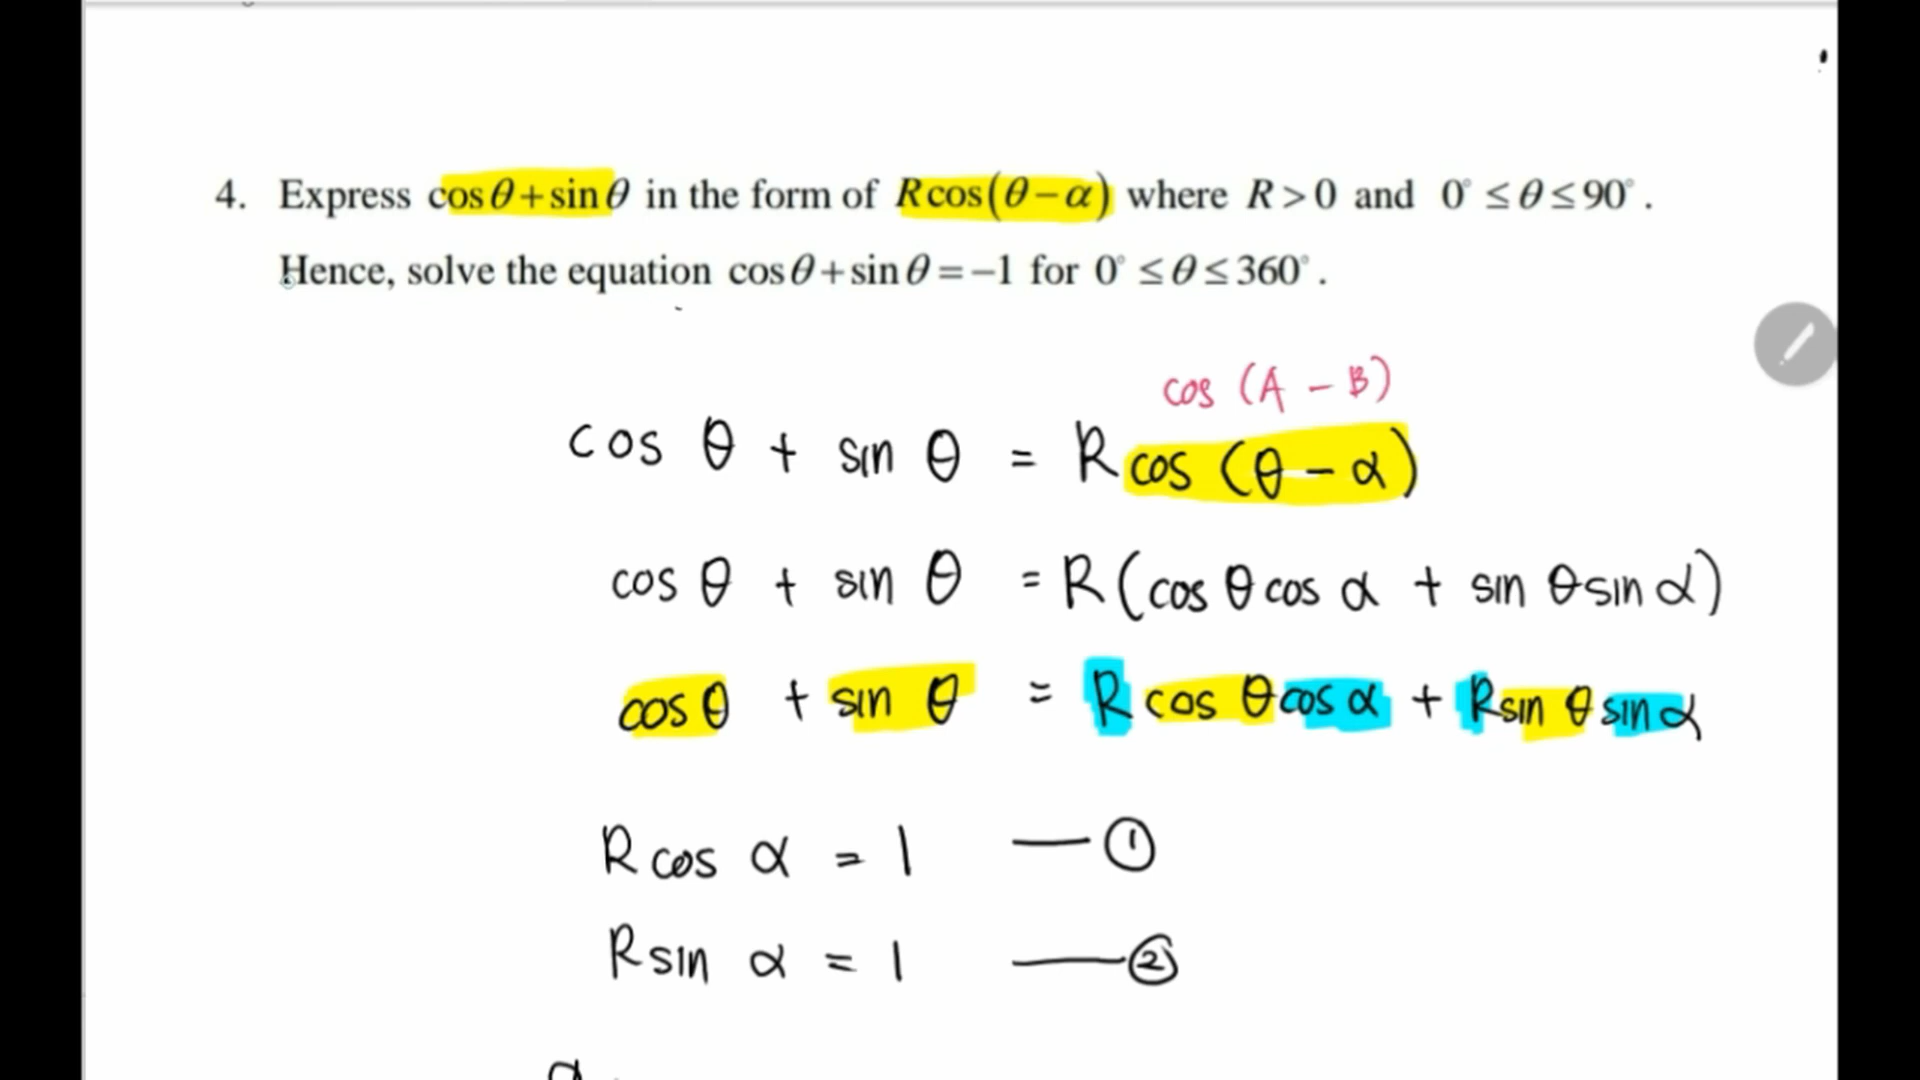 4. Express cos θ + sin θ in the form of R cos(θ − α) where R > 0 and 0° ≤ θ ≤ 90°.
Hence, solve the equation cos θ + sin θ = −1 for 0° ≤ θ ≤ 360°.
cos (A − B)
cos θ + sin θ = R cos (θ − α)
cos θ + sin θ = R (cos θ cos α + sin θ sin α)
cos θ + sin θ = R cos θ cos α + R sin θ sin α
R cos α = 1 — ①
R sin α = 1 — ②